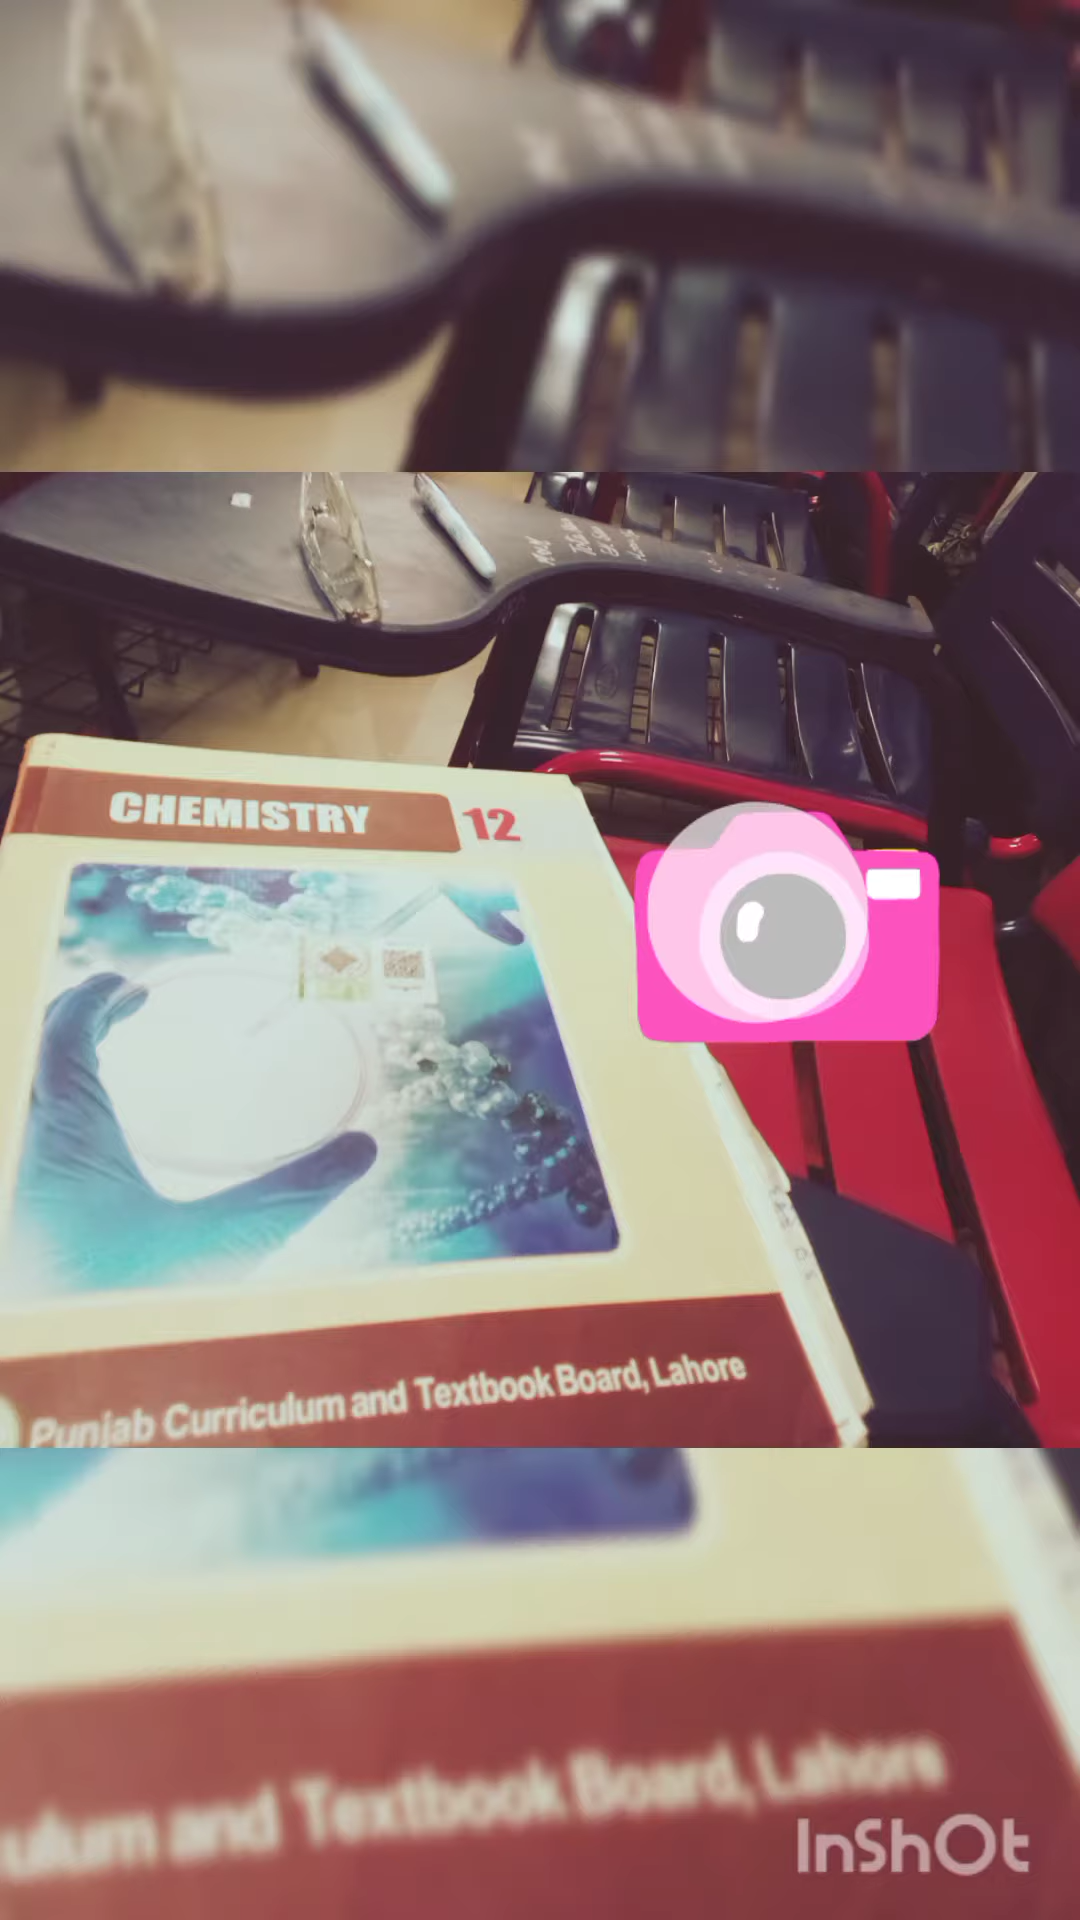 CHEMISTRY 12
Punjab Curriculum and Textbook Board, Lahore
ulum and Textbook Board, Lahore
InShOt